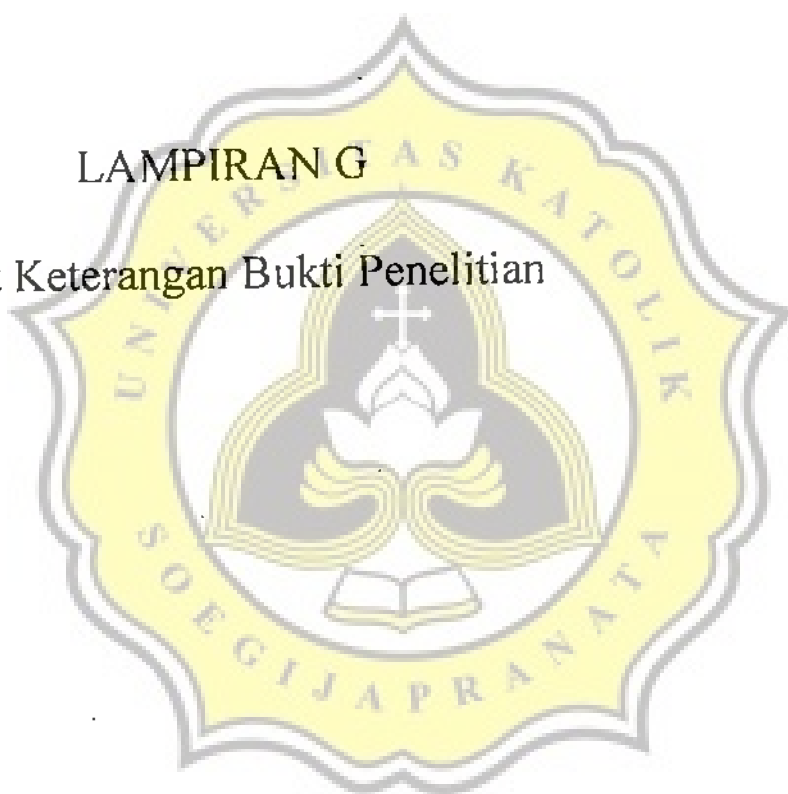 LAMPIRAN G
Keterangan Bukti Penelitian
UNIVERSITAS KATOLIK
SOEGIJAPRANATA